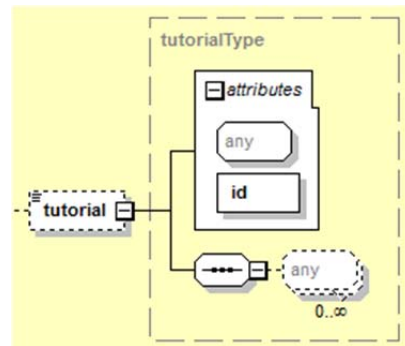 tutorialType
attributes
any
id
tutorial
any
0..∞